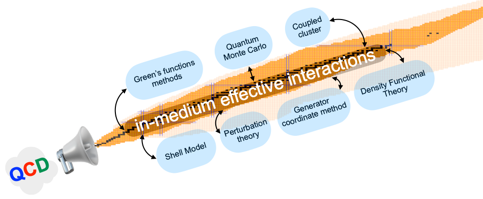 Coupled
cluster
Quantum
Monte Carlo
Green's functions
methods
in-medium effective interactions
Density Functional
Theory
Generator
coordinate method
Perturbation
theory
Shell Model
QCD